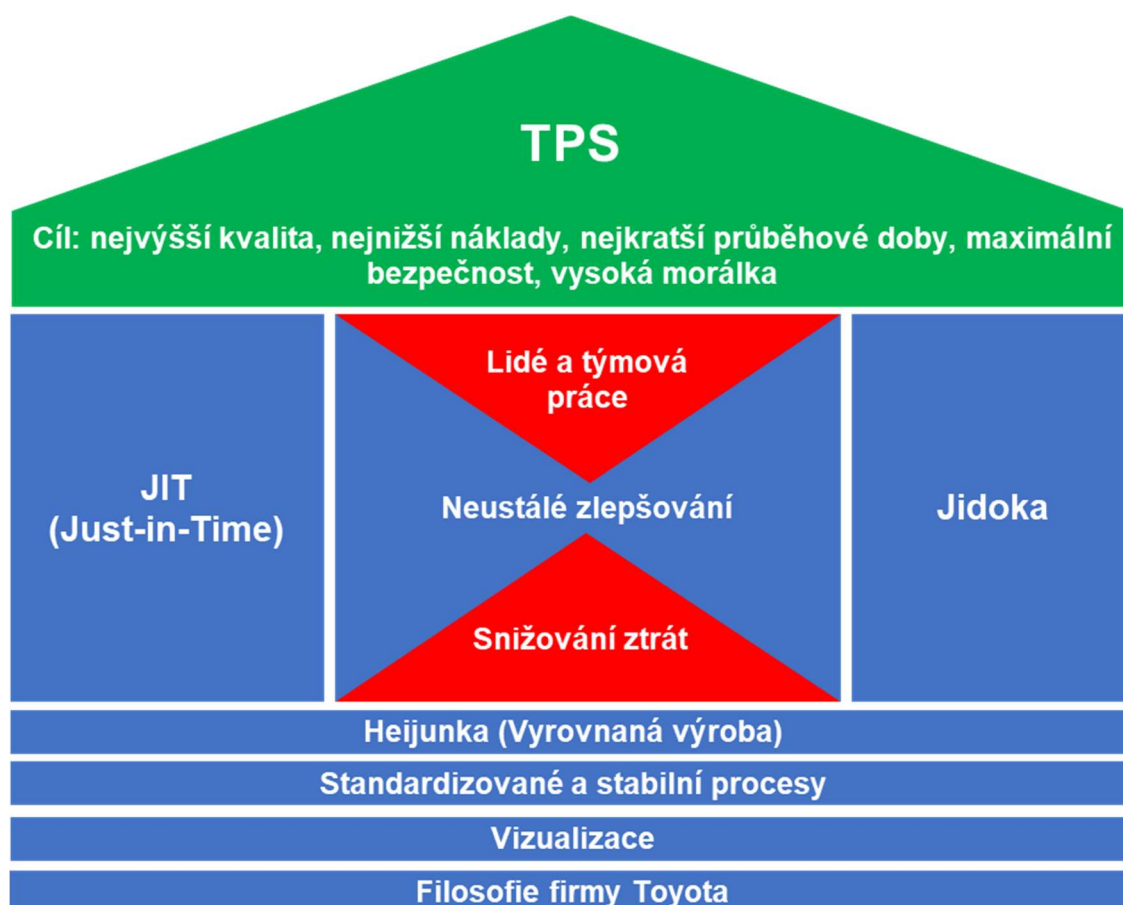 TPS
Cíl: nejvýšší kvalita, nejnižší náklady, nejkratší průběhové doby, maximální
bezpečnost, vysoká morálka
Lidé a týmová
práce
JIT
(Just-in-Time)
Neustálé zlepšování
Jidoka
Snižování ztrát
Heijunka (Vyrovnaná výroba)
Standardizované a stabilní procesy
Vizualizace
Filosofie firmy Toyota